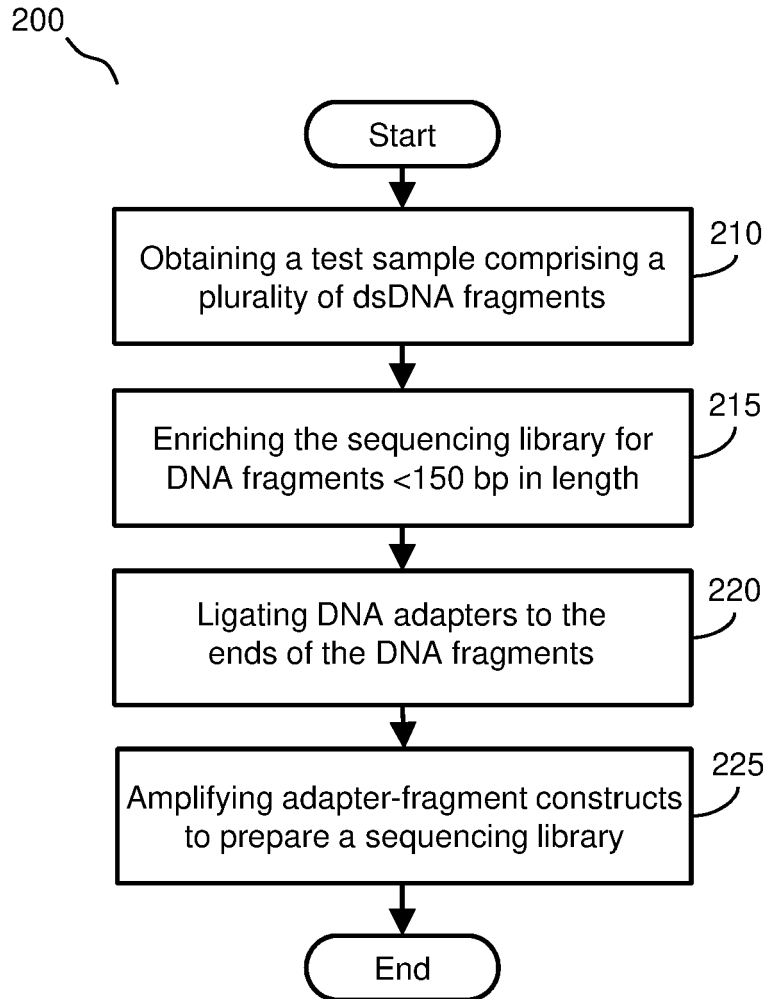 200
Start
210
Obtaining a test sample comprising a
plurality of dsDNA fragments
215
Enriching the sequencing library for
DNA fragments <150 bp in length
220
Ligating DNA adapters to the
ends of the DNA fragments
225
Amplifying adapter-fragment constructs
to prepare a sequencing library
End